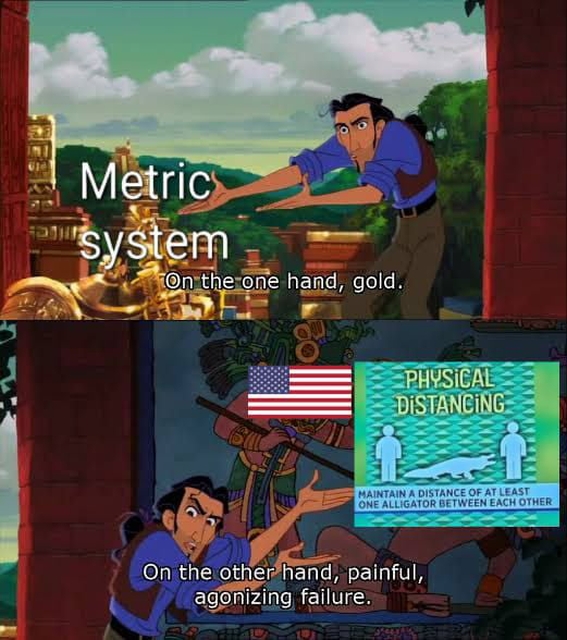 Metric
system
On the one hand, gold.
PHYSiCAL
DiSTANCiNG
MAINTAIN A DISTANCE OF AT LEAST
ONE ALLIGATOR BETWEEN EACH OTHER
On the other hand, painful,
agonizing failure.